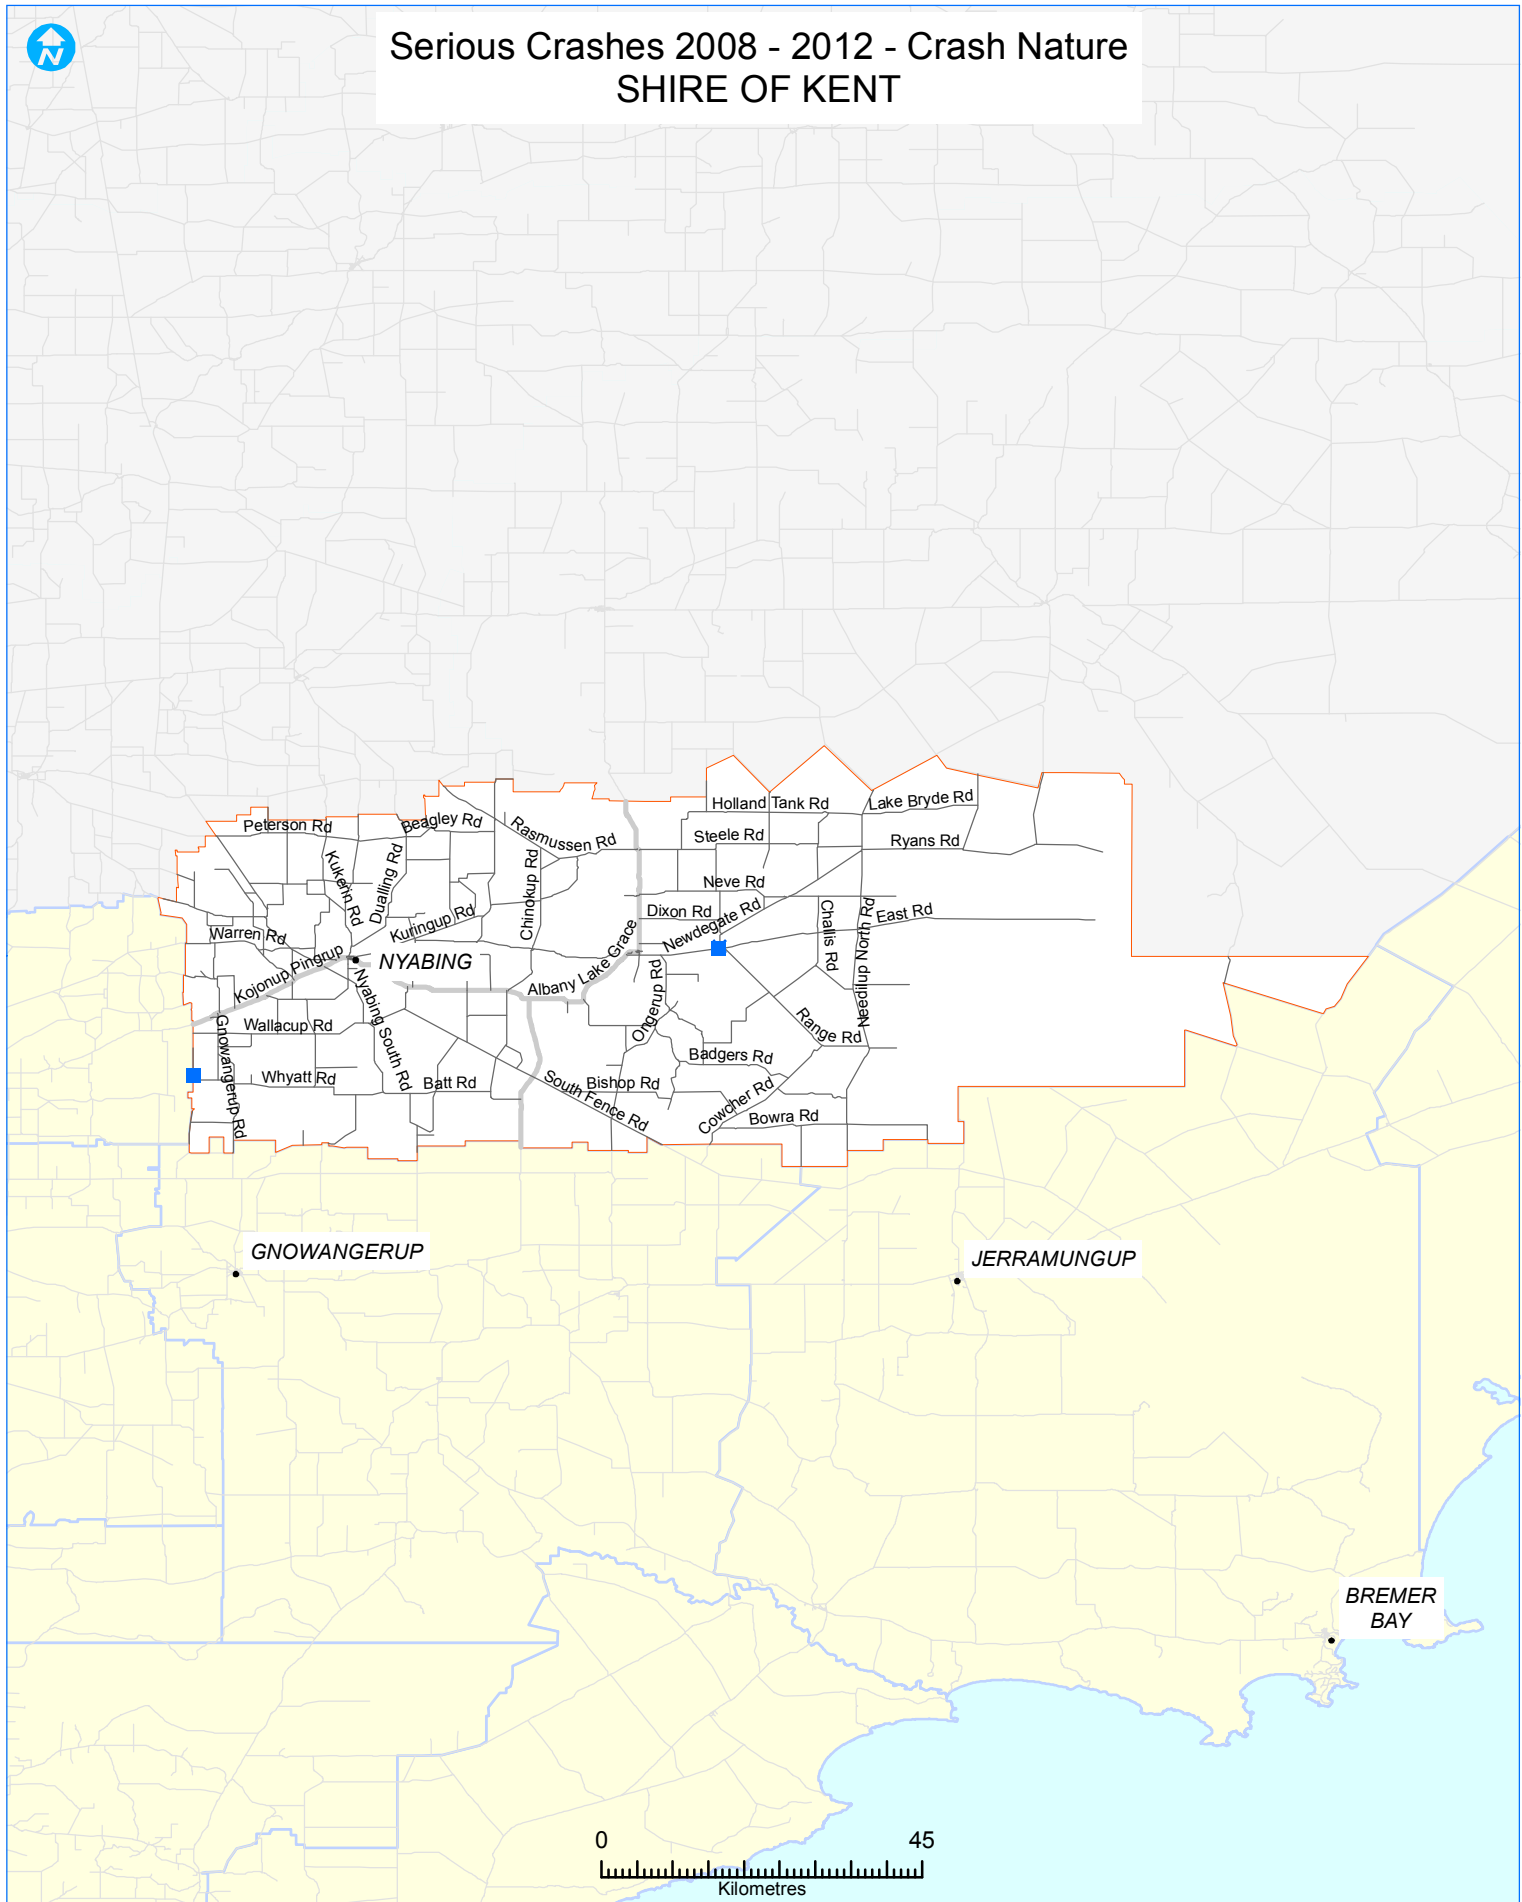 N
Serious Crashes 2008 - 2012 - Crash Nature
SHIRE OF KENT
Holland Tank Rd
Lake Bryde Rd
Peterson Rd
Beagley Rd
Rasmussen Rd
Steele Rd
Ryans Rd
Kukerin Rd
Dualling Rd
Chinokup Rd
Neve Rd
Dixon Rd
Newdegate Rd
Challis Rd
Needilup North Rd
East Rd
Warren Rd
Kuringup Rd
Kojonup Pingrup
NYABING
Albany Lake Grace
Ongerup Rd
Gnowangerup Rd
Wallacup Rd
Nyabing South Rd
Range Rd
Badgers Rd
Whyatt Rd
Batt Rd
South Fence Rd
Bishop Rd
Cowcher Rd
Bowra Rd
GNOWANGERUP
JERRAMUNGUP
BREMER
BAY
0 45
Kilometres